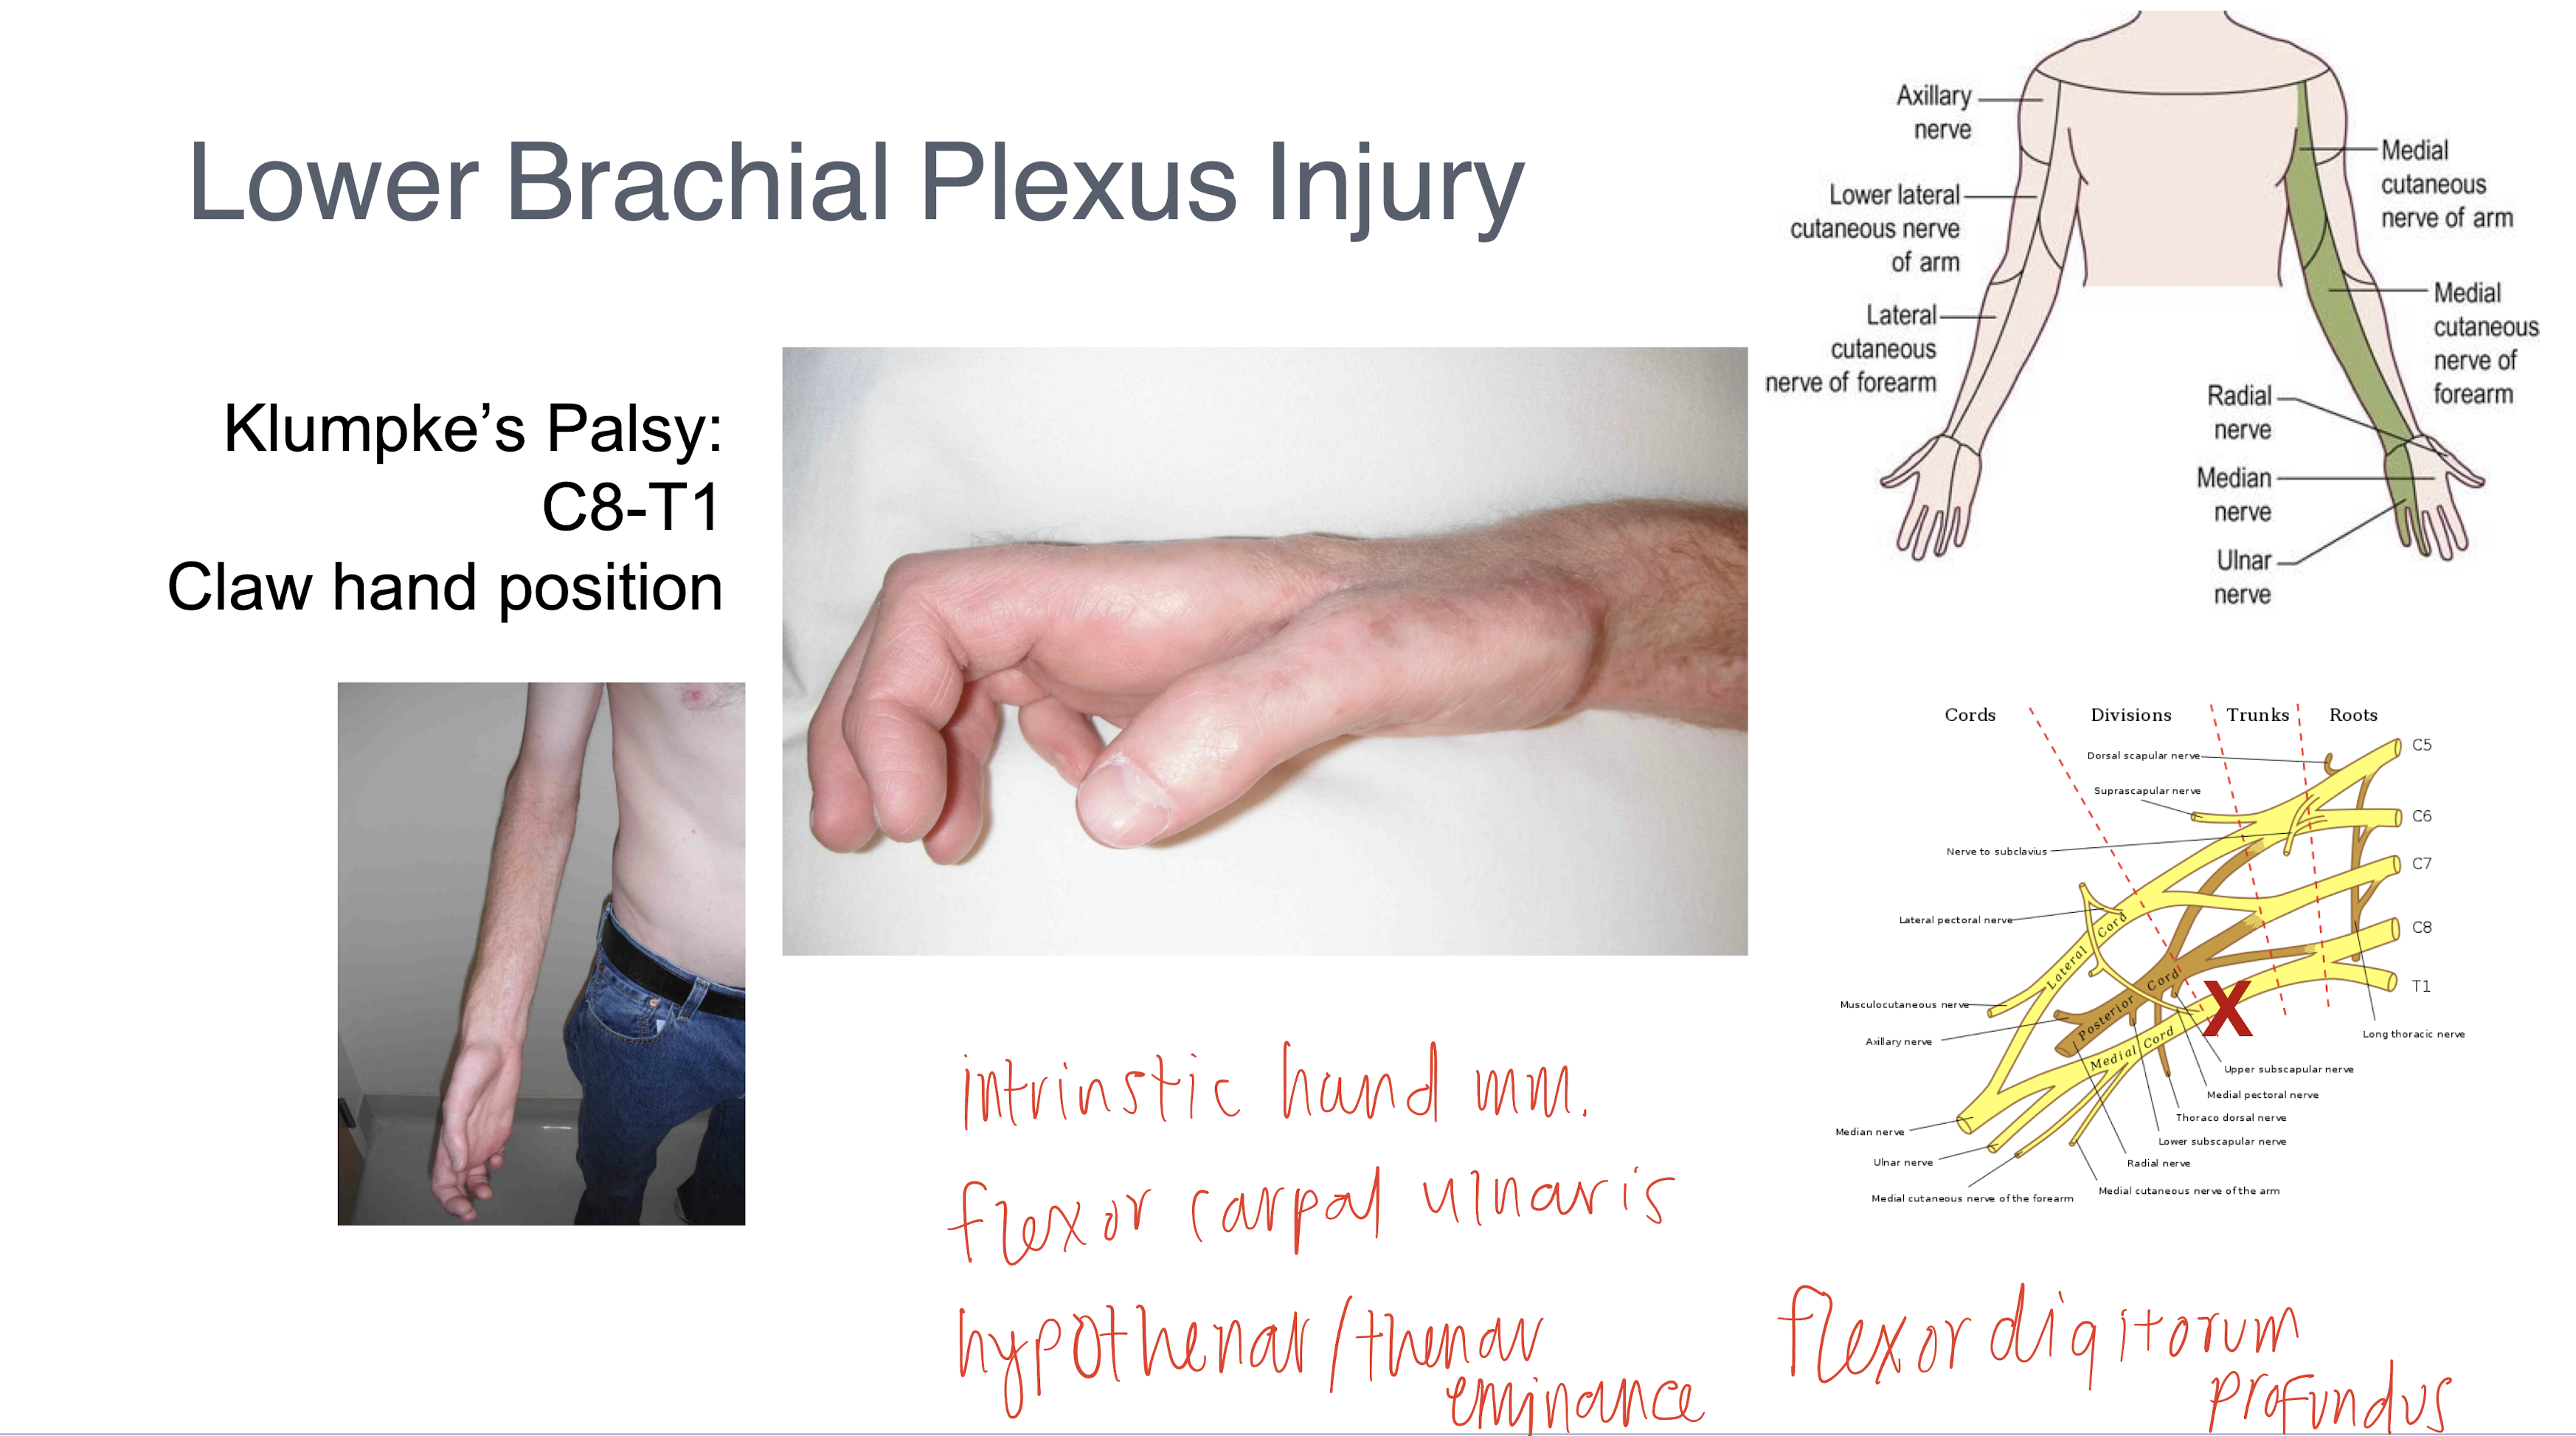 Lower Brachial Plexus Injury
Klumpke’s Palsy:
C8-T1
Claw hand position
Axillary
nerve
Lower lateral
cutaneous nerve
of arm
Lateral
cutaneous
nerve of forearm
Medial
cutaneous
nerve of arm
Medial
cutaneous
nerve of
forearm
Radial
nerve
Median
nerve
Ulnar
nerve
Cords
Divisions
Trunks
Roots
Dorsal scapular nerve
Suprascapular nerve
Nerve to subclavius
Lateral pectoral nerve
Musculocutaneous nerve
Axillary nerve
Median nerve
Ulnar nerve
Medial cutaneous nerve of the forearm
C5
C6
C7
C8
T1
Lateral Cord
Posterior Cord
Medial Cord
X
Long thoracic nerve
Upper subscapular nerve
Medial pectoral nerve
Thoraco dorsal nerve
Lower subscapular nerve
Radial nerve
Medial cutaneous nerve of the arm
intrinstic hand mm.
flexor carpal ulnaris
hypothenar/thenar
eminance
flexor digitorum
profundus